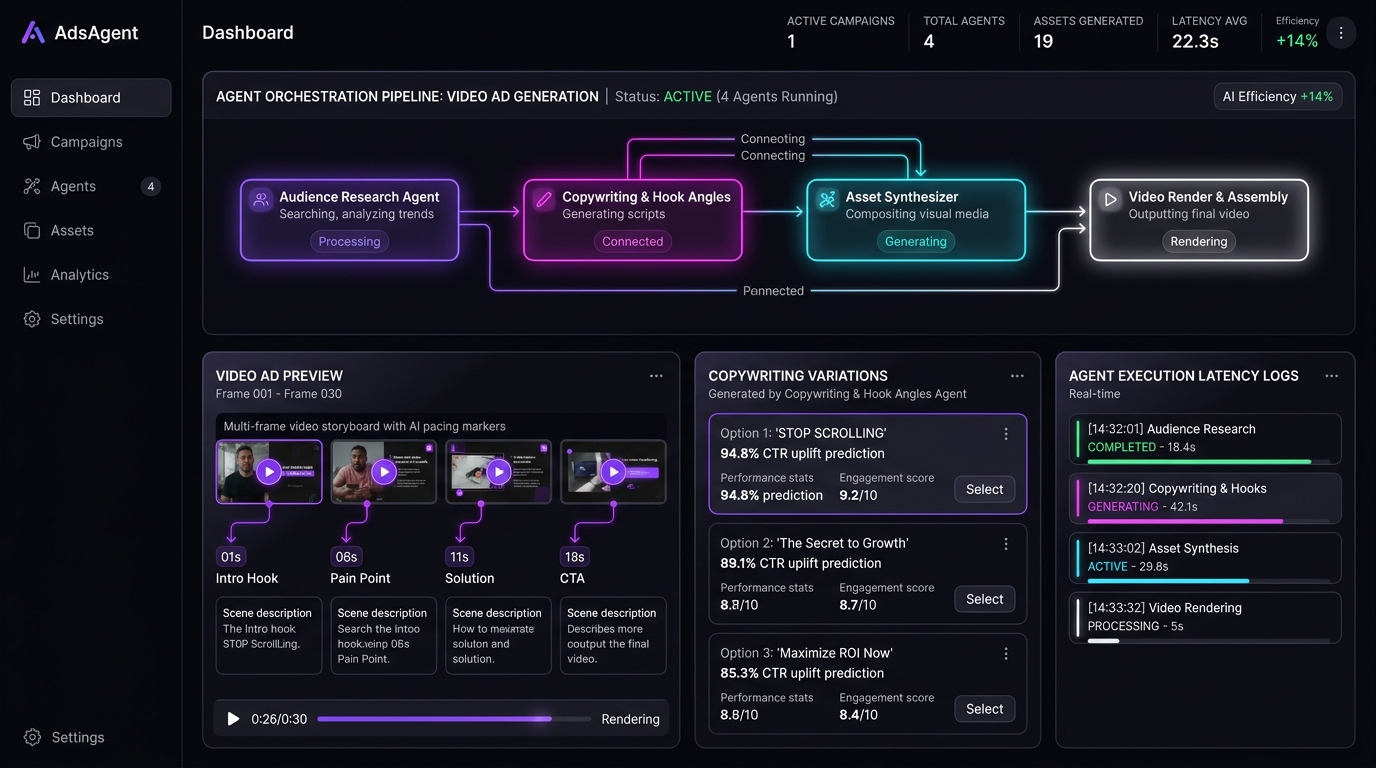 AdsAgent
Dashboard
Campaigns
Agents
4
Assets
Analytics
Settings
Settings
Dashboard
ACTIVE CAMPAIGNS
1
TOTAL AGENTS
4
ASSETS GENERATED
19
LATENCY AVG
22.3s
Efficiency
+14%
AGENT ORCHESTRATION PIPELINE: VIDEO AD GENERATION | Status: ACTIVE (4 Agents Running)
AI Efficiency +14%
Conneoting
Connecting
Audience Research Agent
Searching, analyzing trends
Processing
Copywriting & Hook Angles
Generating scripts
Connected
Asset Synthesizer
Compositing visual media
Generating
Video Render & Assembly
Outputting final video
Rendering
Pennected
VIDEO AD PREVIEW
Frame 001 - Frame 030
Multi-frame video storyboard with AI pacing markers
01s
Intro Hook
Scene description
The Intro hook
STOP ScrollLing.
06s
Pain Point
Scene description
Search the intoo
06s
Pain Point.
11s
Solution
Scene description
How to
soluton and
solution.
18s
CTA
Scene description
Describes more
coutput the final
video.
0:26/0:30
Rendering
COPYWRITING VARIATIONS
Generated by Copywriting & Hook Angles Agent
Option 1: 'STOP SCROLLING'
94.8% CTR uplift prediction
Performance stats
94.8% prediction
Engagement score
9.2/10
Select
Option 2: 'The Secret to Growth'
89.1% CTR uplift prediction
Performance stats
Engagement score
8.7/10
Select
Option 3: 'Maximize ROI Now'
85.3% CTR uplift prediction
Performance stats
8.8/10
Engagement score
8.4/10
Select
AGENT EXECUTION LATENCY LOGS
Real-time
[14:32:01] Audience Research
COMPLETED - 18.4s
[14:32:20] Copywriting & Hooks
GENERATING - 42.1s
[14:33:02] Asset Synthesis
ACTIVE - 29.8s
[14:33:32] Video Rendering
PROCESSING - 5s